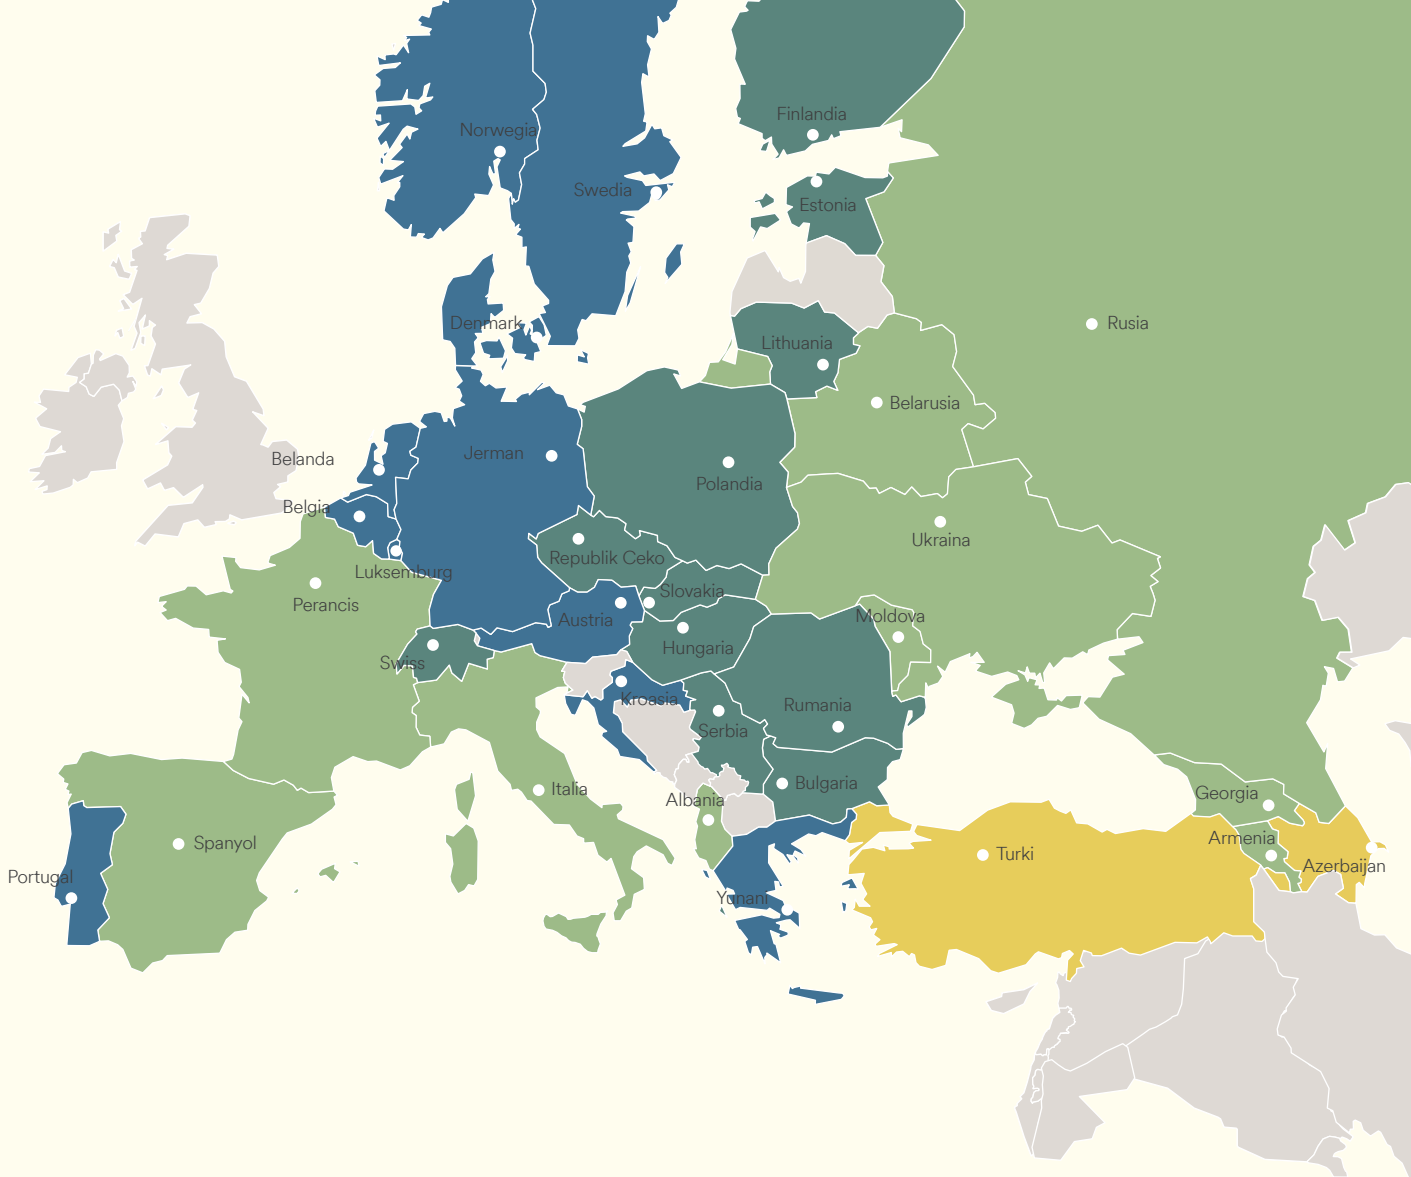 Finlandia
Norwegia
Swedia
Estonia
Denmark
Rusia
Lithuania
Belarusia
Belanda
Jerman
Polandia
Belgia
Ukraina
Republik Ceko
Luksemburg
Perancis
Slovakia
Austria
Moldova
Hungaria
Swiss
Kroasia
Rumania
Serbia
Bulgaria
Italia
Albania
Georgia
Spanyol
Armenia
Turki
Azerbaijan
Portugal
Yunani